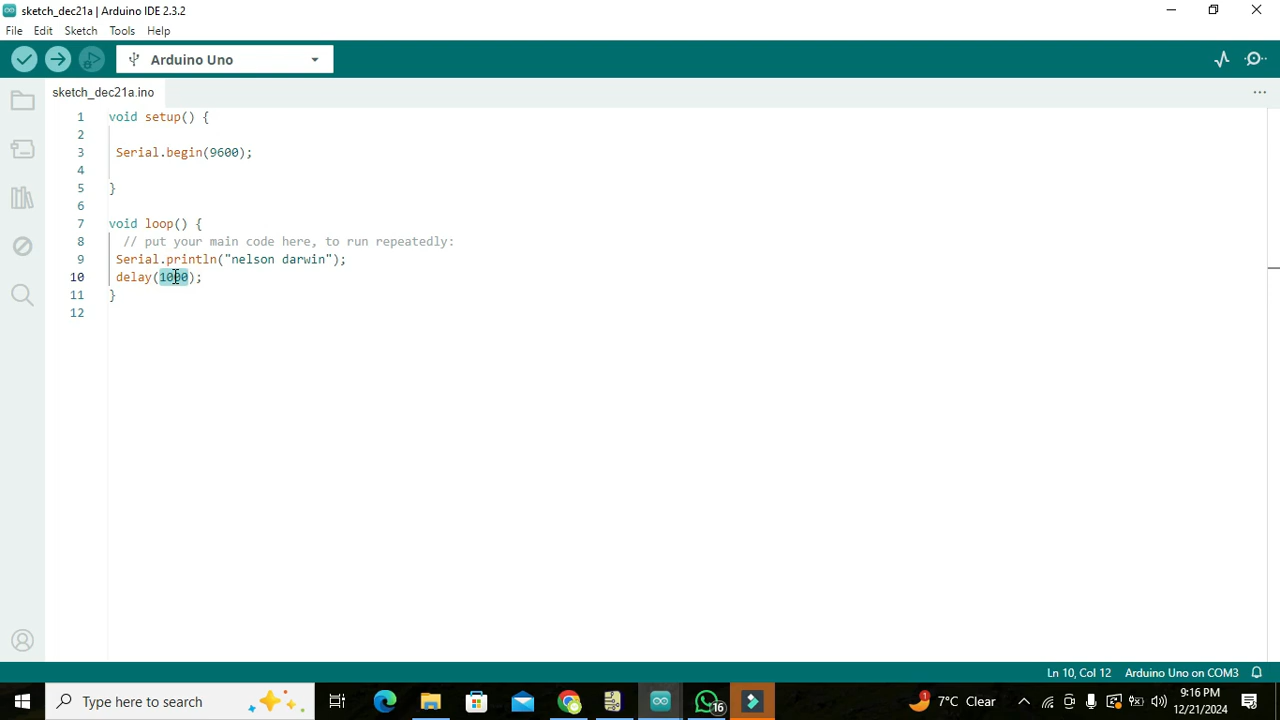 sketch_dec21a | Arduino IDE 2.3.2
File Edit Sketch Tools Help
Arduino Uno
sketch_dec21a.ino
1 void setup() {
2
3 Serial.begin(9600);
4
5 }
6
7 void loop() {
8 // put your main code here, to run repeatedly:
9 Serial.println("nelson darwin");
10 delay(1000);
11 }
12
Ln 10, Col 12 Arduino Uno on COM3
Type here to search
16
1
7°C Clear
9:16 PM
12/21/2024